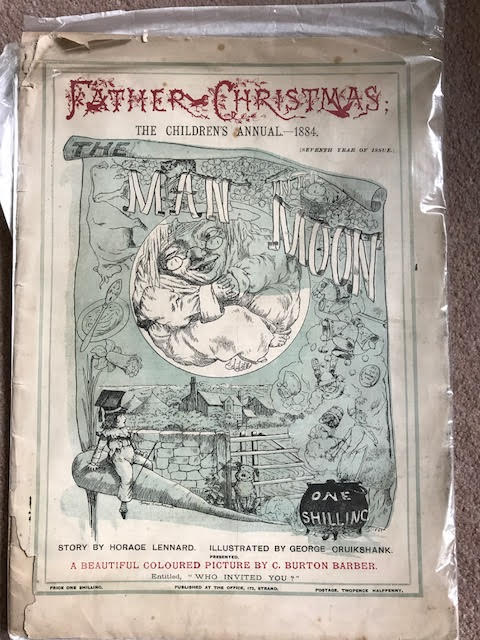 FATHER CHRISTMAS;
THE CHILDREN'S ANNUAL.—1884.
[SEVENTH YEAR OF ISSUE.]
THE
MAN IN THE
MOON
ONE
SHILLING
STORY BY HORACE LENNARD. ILLUSTRATED BY GEORGE CRUIKSHANK.
PRESENTED,
A BEAUTIFUL COLOURED PICTURE BY C. BURTON BARBER.
Entitled, "WHO INVITED YOU?"
PRICE ONE SHILLING. PUBLISHED AT THE OFFICE, 172, STRAND. POSTAGE, TWOPENCE HALFPENNY.